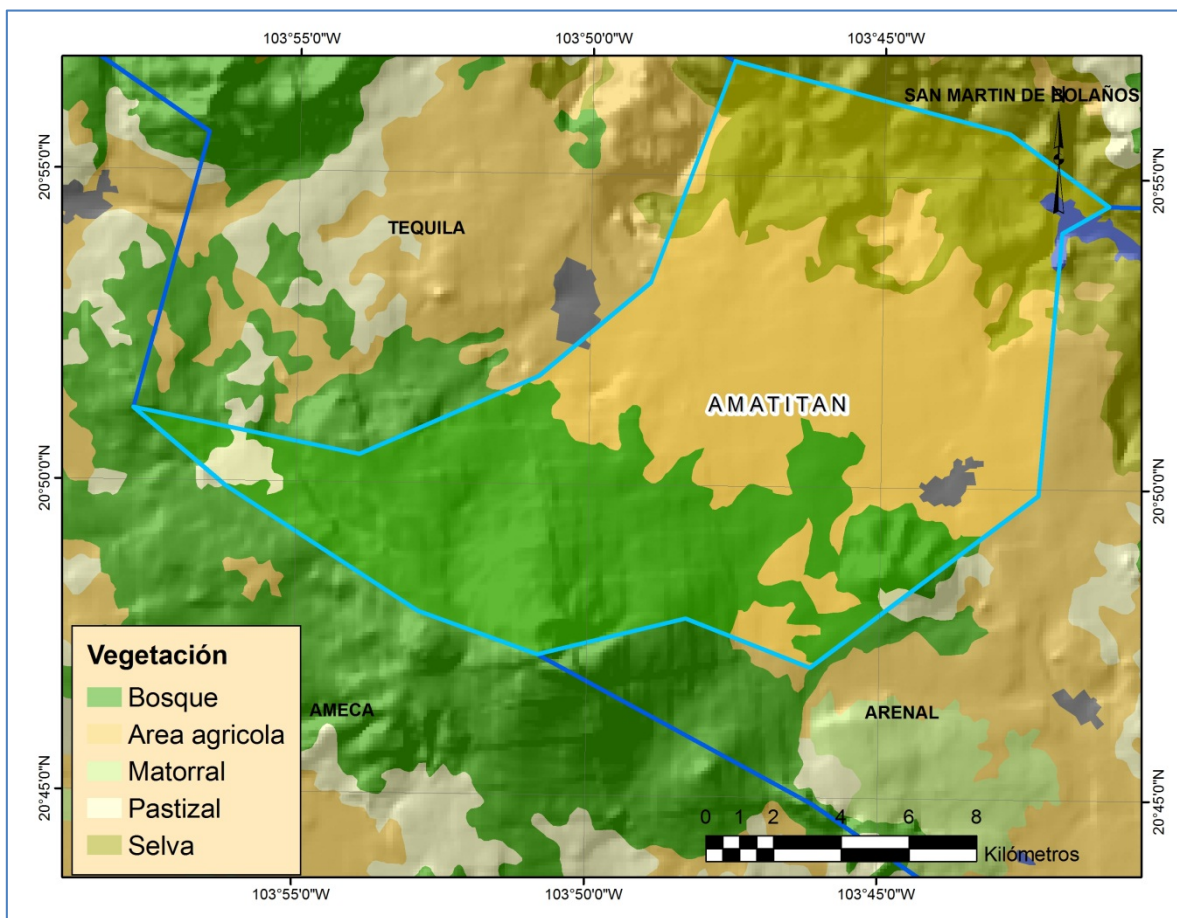 103°55'0"W 103°50'0"W 103°45'0"W
SAN MARTIN DE BOLAÑOS
N
20°55'0"N
20°55'0"N
TEQUILA
AMATITAN
20°50'0"N
20°50'0"N
Vegetación
Bosque
Area agricola
Matorral
Pastizal
Selva
AMECA
ARENAL
20°45'0"N
20°45'0"N
0 1 2 4 6 8
Kilómetros
103°55'0"W 103°50'0"W 103°45'0"W